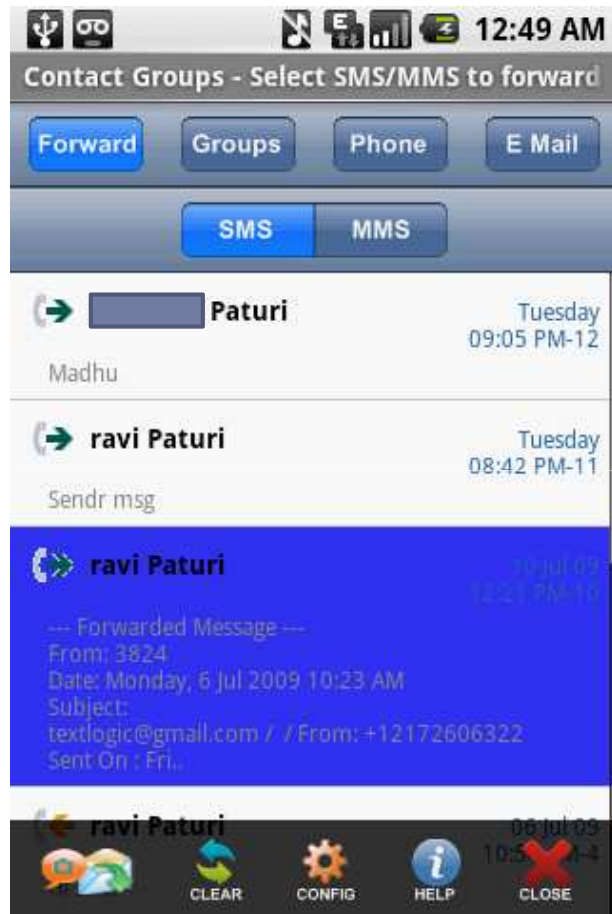 12:49 AM
Contact Groups - Select SMS/MMS to forward
Forward Groups Phone E Mail
SMS MMS
Paturi Tuesday
09:05 PM-12
Madhu
ravi Paturi Tuesday
08:42 PM-11
Sendr msg
ravi Paturi 10 Jul 09
12:21 PM-10
--- Forwarded Message ---
From: 3824
Date: Monday, 6 Jul 2009 10:23 AM
Subject:
textlogic@gmail.com / / From: +12172606322
Sent On : Fri..
ravi Paturi 06 Jul 09
CLEAR CONFIG HELP CLOSE